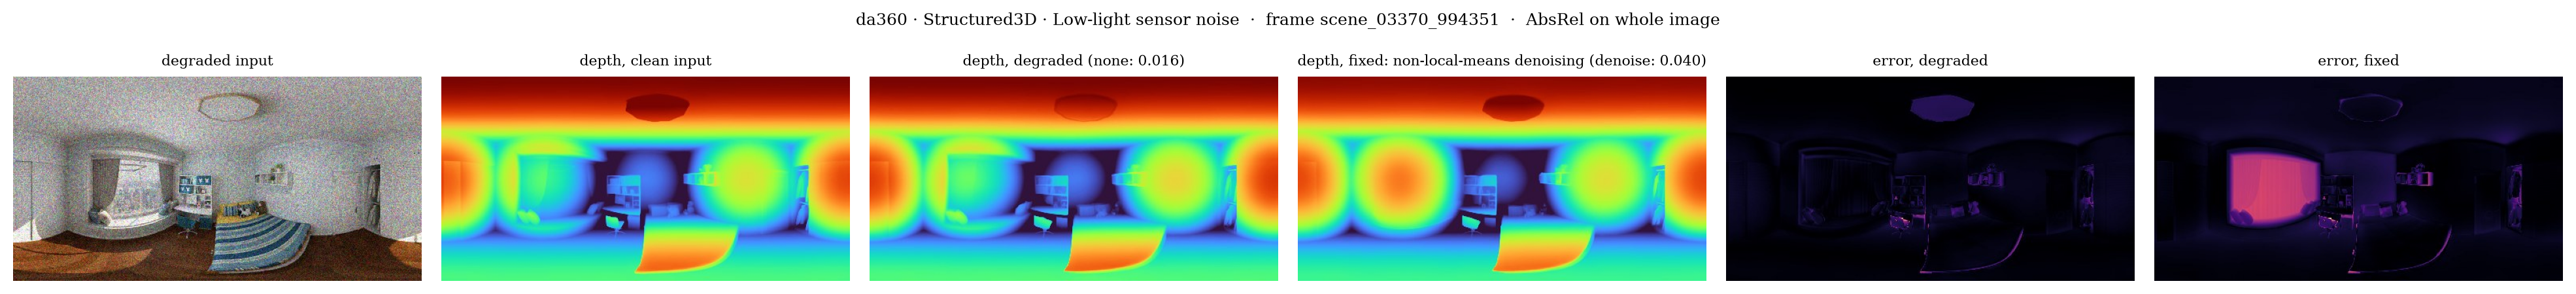 da360 · Structured3D · Low-light sensor noise  ·  frame scene_03370_994351  ·  AbsRel on whole image
degraded input
depth, clean input
depth, degraded (none: 0.016)
depth, fixed: non-local-means denoising (denoise: 0.040)
error, degraded
error, fixed